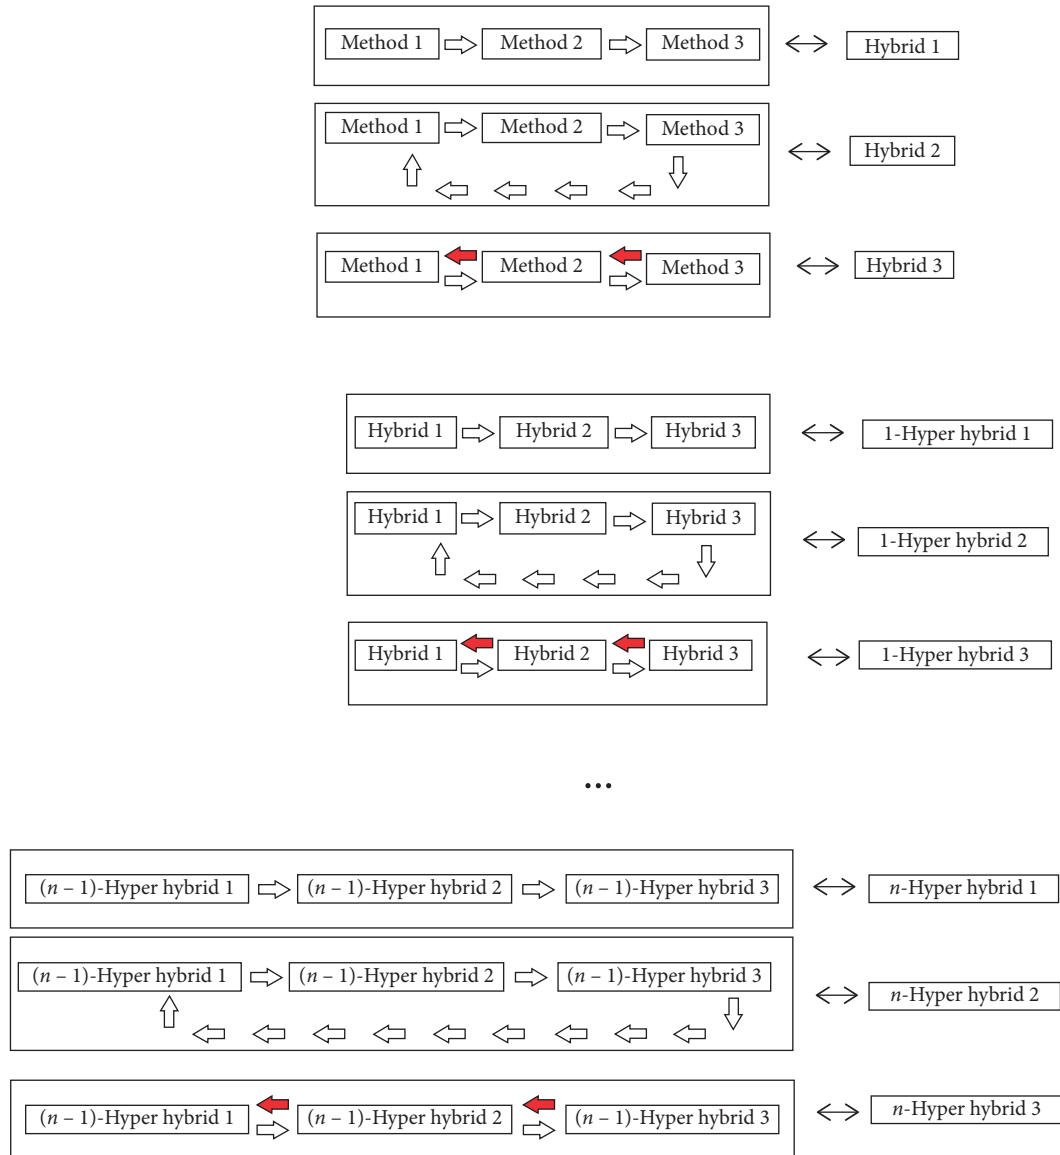 Method 1 Method 2 Method 3 Hybrid 1
Method 1 Method 2 Method 3 Hybrid 2
Method 1 Method 2 Method 3 Hybrid 3
Hybrid 1 Hybrid 2 Hybrid 3 1-Hyper hybrid 1
Hybrid 1 Hybrid 2 Hybrid 3 1-Hyper hybrid 2
Hybrid 1 Hybrid 2 Hybrid 3 1-Hyper hybrid 3
...
(n – 1)-Hyper hybrid 1 (n – 1)-Hyper hybrid 2 (n – 1)-Hyper hybrid 3 n-Hyper hybrid 1
(n – 1)-Hyper hybrid 1 (n – 1)-Hyper hybrid 2 (n – 1)-Hyper hybrid 3 n-Hyper hybrid 2
(n – 1)-Hyper hybrid 1 (n – 1)-Hyper hybrid 2 (n – 1)-Hyper hybrid 3 n-Hyper hybrid 3